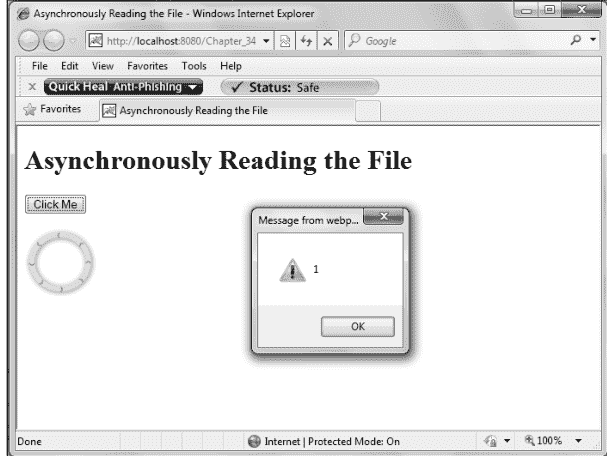 Asynchronously Reading the File - Windows Internet Explorer
http://localhost:8080/Chapter_34
Google
File Edit View Favorites Tools Help
x Quick Heal Anti-Phishing ✓ Status: Safe
Favorites
Asynchronously Reading the File
Asynchronously Reading the File
Click Me
Message from webp...
1
OK
Done
Internet | Protected Mode: On
100%